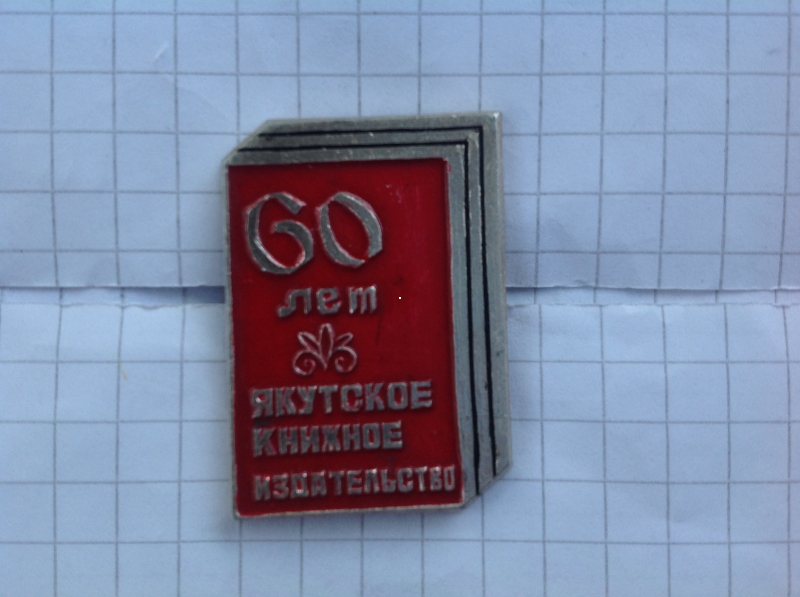 60
лет
ЯКУТСКОЕ
КНИЖНОЕ
ИЗДАТЕЛЬСТВО